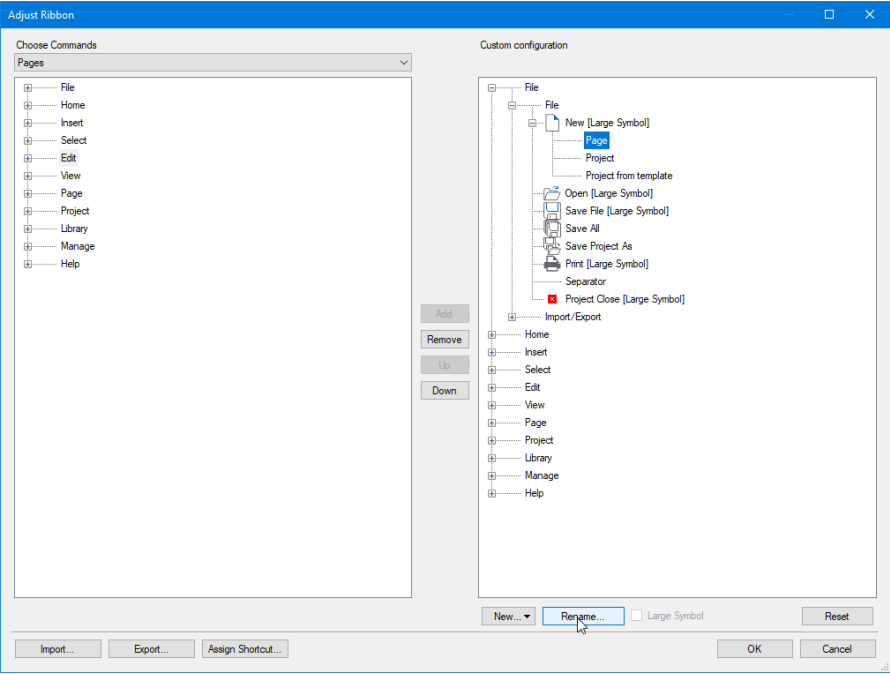 Adjust Ribbon
Choose Commands
Pages
File
Home
Insert
Select
Edit
View
Page
Project
Library
Manage
Help
Add
Remove
Up
Down
Custom configuration
File
File
New [Large Symbol]
Page
Project
Project from template
Open [Large Symbol]
Save File [Large Symbol]
Save All
Save Project As
Print [Large Symbol]
Separator
Project Close [Large Symbol]
Import/Export
Home
Insert
Select
Edit
View
Page
Project
Library
Manage
Help
New...
Rename...
Large Symbol
Reset
Import...
Export...
Assign Shortcut...
OK
Cancel